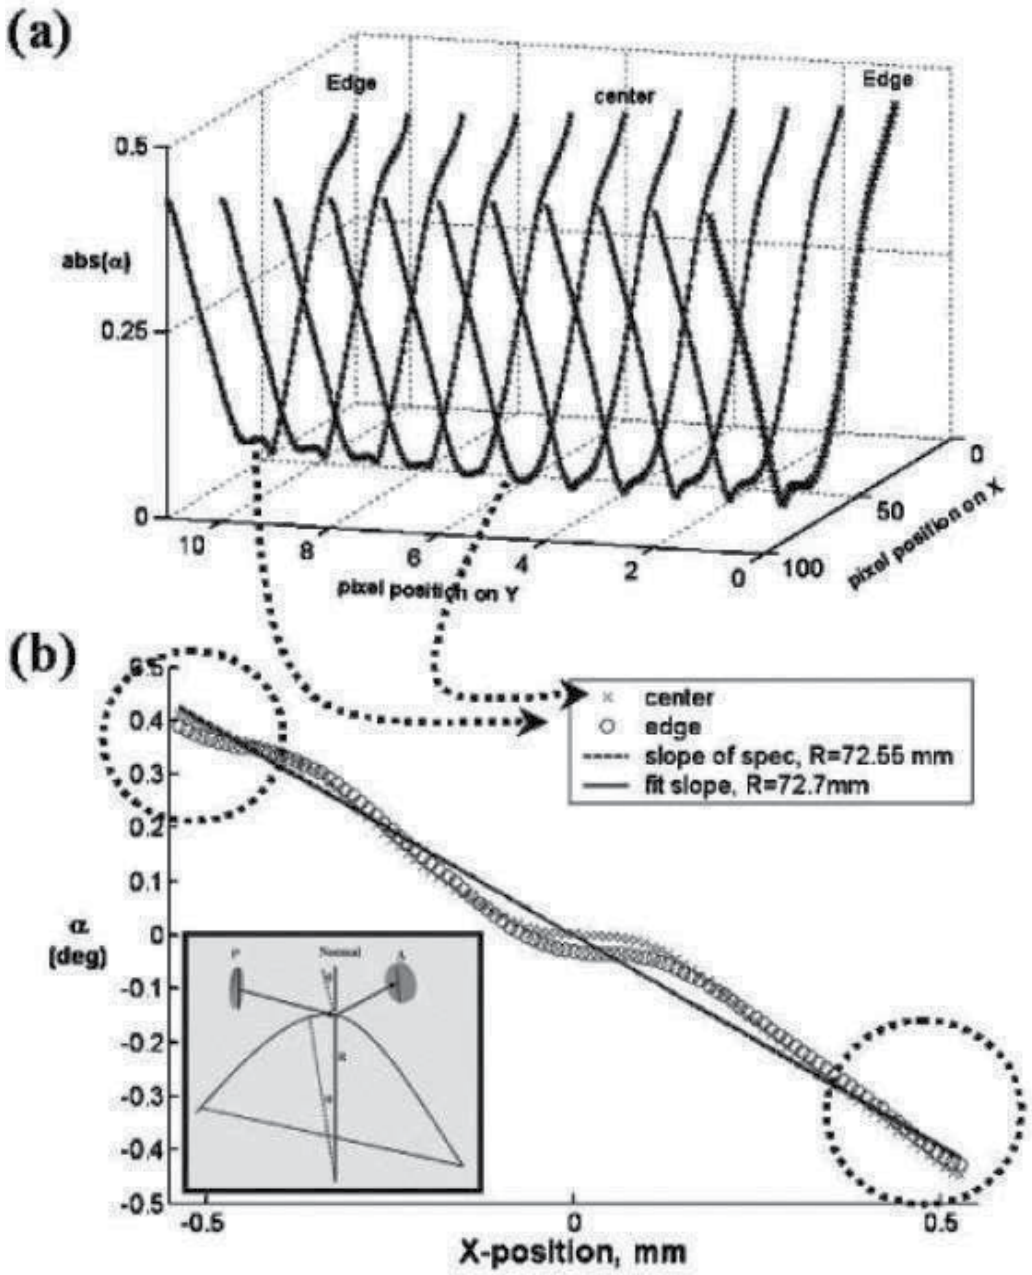 (a)
Edge
center
Edge
0.5
abs(α)
0.25
0
10
8
6
4
2
0
pixel position on Y
100
50
0
pixel position on X
(b)
0.5
0.4
0.3
0.2
0.1
0
-0.1
-0.2
-0.3
-0.4
-0.5
α
(deg)
center
edge
slope of spec, R=72.55 mm
fit slope, R=72.7mm
P
Normal
A
R
-0.5
0
0.5
X-position, mm